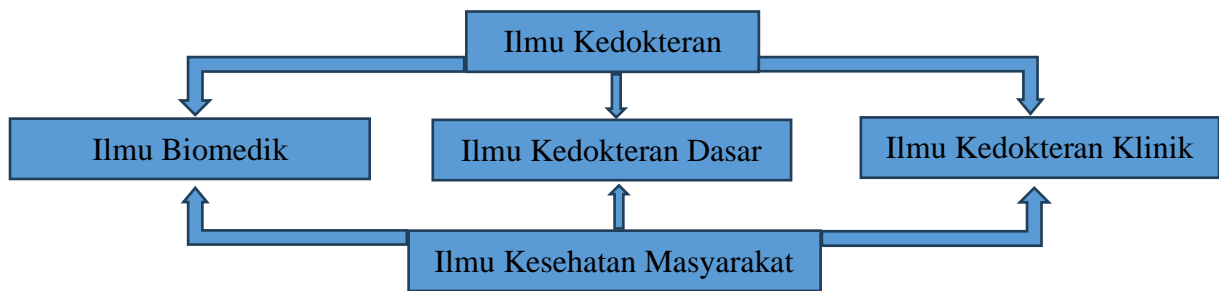 Ilmu Kedokteran
Ilmu Biomedik
Ilmu Kedokteran Dasar
Ilmu Kedokteran Klinik
Ilmu Kesehatan Masyarakat